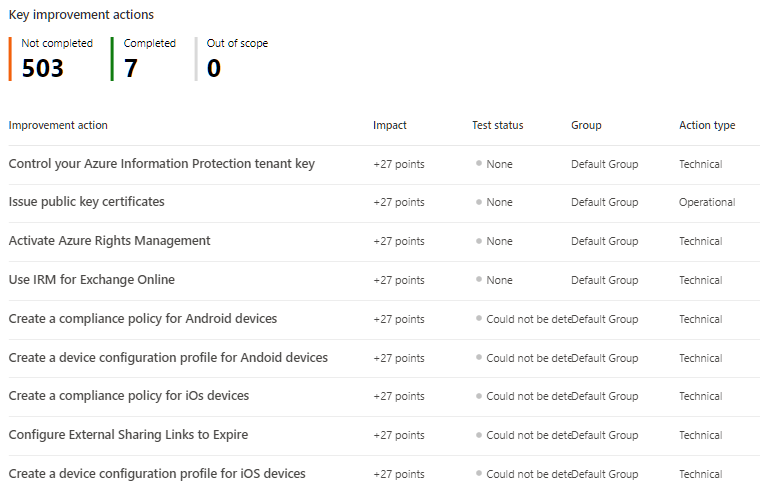 Key improvement actions
Not completed Completed Out of scope
503 7 0
Improvement action Impact Test status Group Action type
Control your Azure Information Protection tenant key +27 points None Default Group Technical
Issue public key certificates +27 points None Default Group Operational
Activate Azure Rights Management +27 points None Default Group Technical
Use IRM for Exchange Online +27 points None Default Group Technical
Create a compliance policy for Android devices +27 points Could not be dete Default Group Technical
Create a device configuration profile for Andoid devices +27 points Could not be dete Default Group Technical
Create a compliance policy for iOs devices +27 points Could not be dete Default Group Technical
Configure External Sharing Links to Expire +27 points Could not be dete Default Group Technical
Create a device configuration profile for iOS devices +27 points Could not be dete Default Group Technical